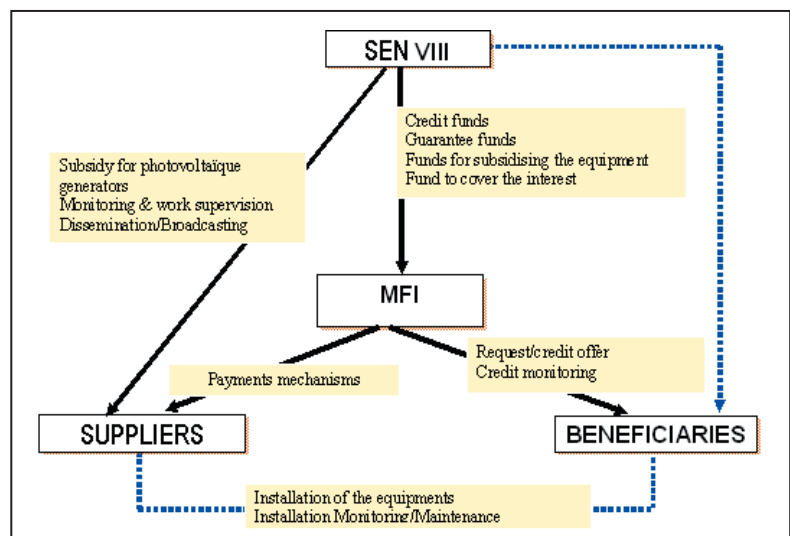 SEN VIII
Credit funds
Guarantee funds
Funds for subsidising the equipment
Fund to cover the interest
Subsidy for photovoltaïque
generators
Monitoring & work supervision
Dissemination/Broadcasting
MFI
Request/credit offer
Credit monitoring
Payments mechanisms
SUPPLIERS
BENEFICIARIES
Installation of the equipments
Installation Monitoring/Maintenance